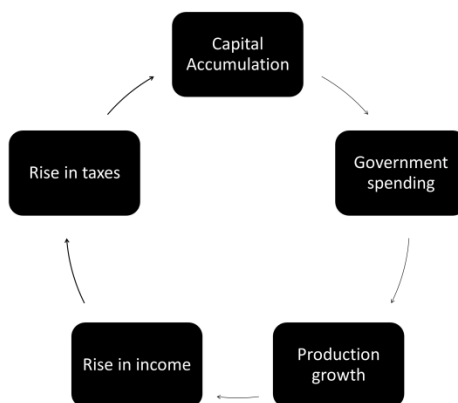 Capital
Accumulation
Government
spending
Production
growth
Rise in income
Rise in taxes